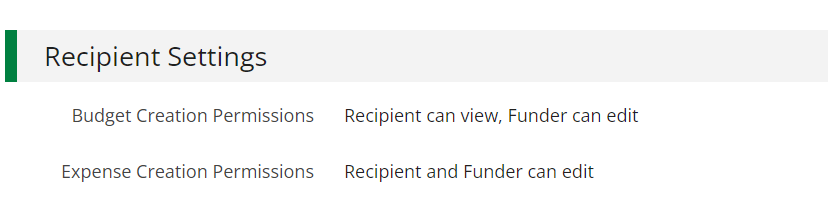 Recipient Settings
Budget Creation Permissions Recipient can view, Funder can edit
Expense Creation Permissions Recipient and Funder can edit